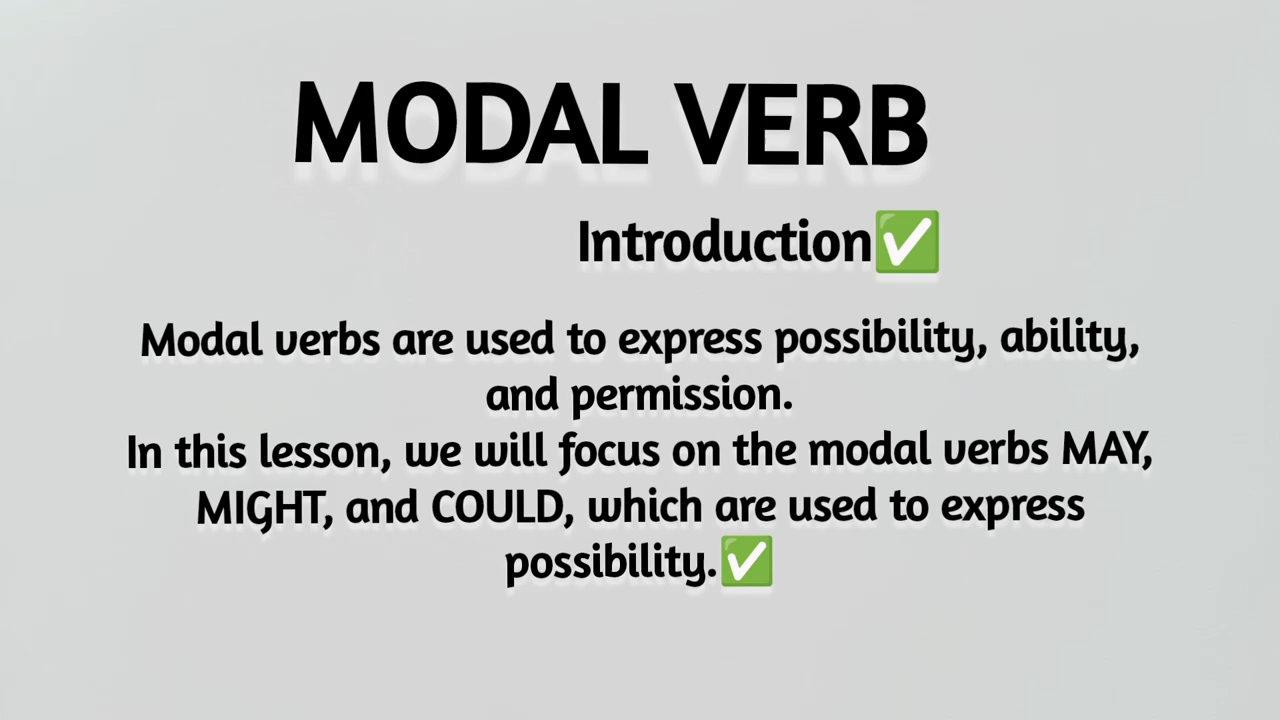 MODAL VERB
Introduction✅
Modal verbs are used to express possibility, ability,
and permission.
In this lesson, we will focus on the modal verbs MAY,
MIGHT, and COULD, which are used to express
possibility.✅